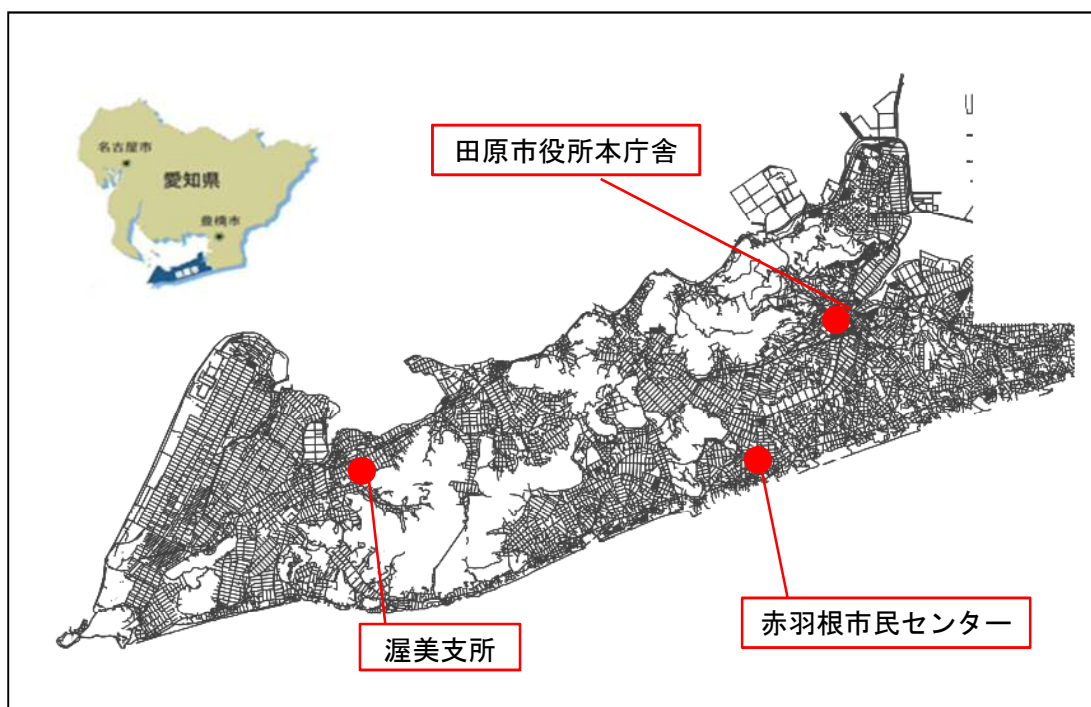 田原市役所本庁舎
名古屋市
愛知県
豊橋市
渥美支所
赤羽根市民センター